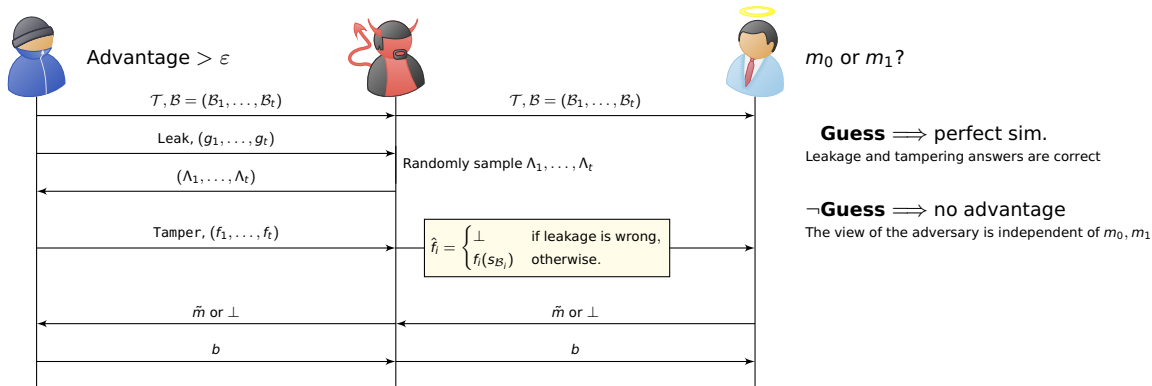 Advantage > ε
m₀ or m₁?
𝒯, ℬ = (ℬ₁, . . . , ℬₜ)
𝒯, ℬ = (ℬ₁, . . . , ℬₜ)
Leak, (g₁, . . . , gₜ)
Randomly sample Λ₁, . . . , Λₜ
(Λ₁, . . . , Λₜ)
Tamper, (f₁, . . . , fₜ)
f̂ᵢ = { ⊥ if leakage is wrong,
fᵢ(s_{ℬᵢ}) otherwise.
m̃ or ⊥
m̃ or ⊥
b
b
Guess ⟹ perfect sim.
Leakage and tampering answers are correct
¬Guess ⟹ no advantage
The view of the adversary is independent of m₀, m₁